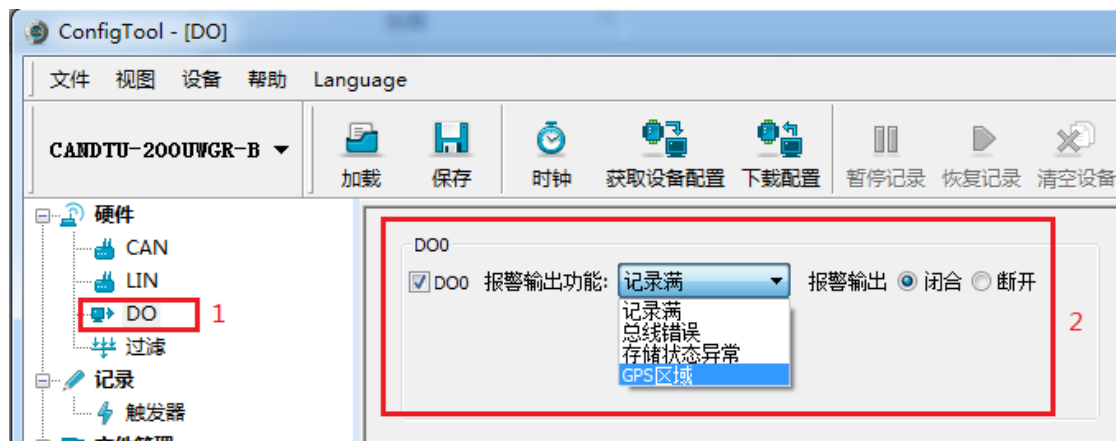 ConfigTool - [DO]
文件 视图 设备 帮助 Language
CANDTU-200UWGR-B
加载 保存 时钟 获取设备配置 下载配置 暂停记录 恢复记录 清空设备
硬件
CAN
LIN
DO 1
过滤
记录
触发器
文件管理
DO0
DO0 报警输出功能: 记录满 报警输出 闭合 断开
记录满
总线错误
存储状态异常
GPS区域
2